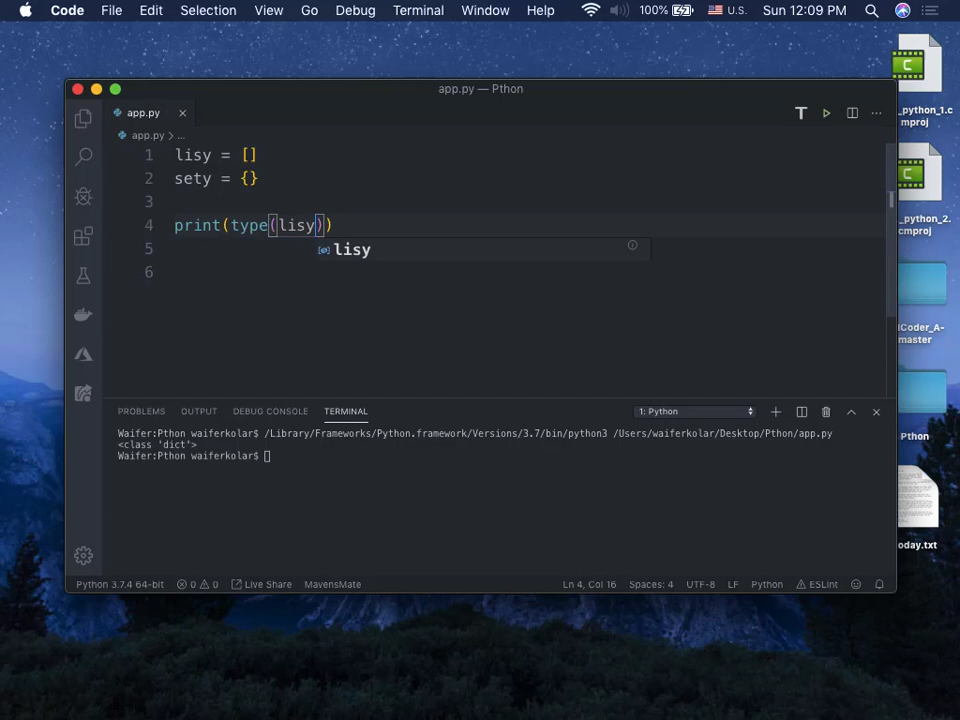 Code File Edit Selection View Go Debug Terminal Window Help 100% U.S. Sun 12:09 PM
app.py — Pthon
app.py
app.py > ...
1 lisy = []
2 sety = {}
3
4 print(type(lisy))
5 lisy
6
PROBLEMS OUTPUT DEBUG CONSOLE TERMINAL 1: Python
Waifer:Pthon waiferkolar$ /Library/Frameworks/Python.framework/Versions/3.7/bin/python3 /Users/waiferkolar/Desktop/Pthon/app.py
<class 'dict'>
Waifer:Pthon waiferkolar$
Python 3.7.4 64-bit 0 0 Live Share MavensMate Ln 4, Col 16 Spaces: 4 UTF-8 LF Python ESLint
_python_1.c
mproj
_python_2.
cmproj
lCoder_A-
master
Pthon
oday.txt